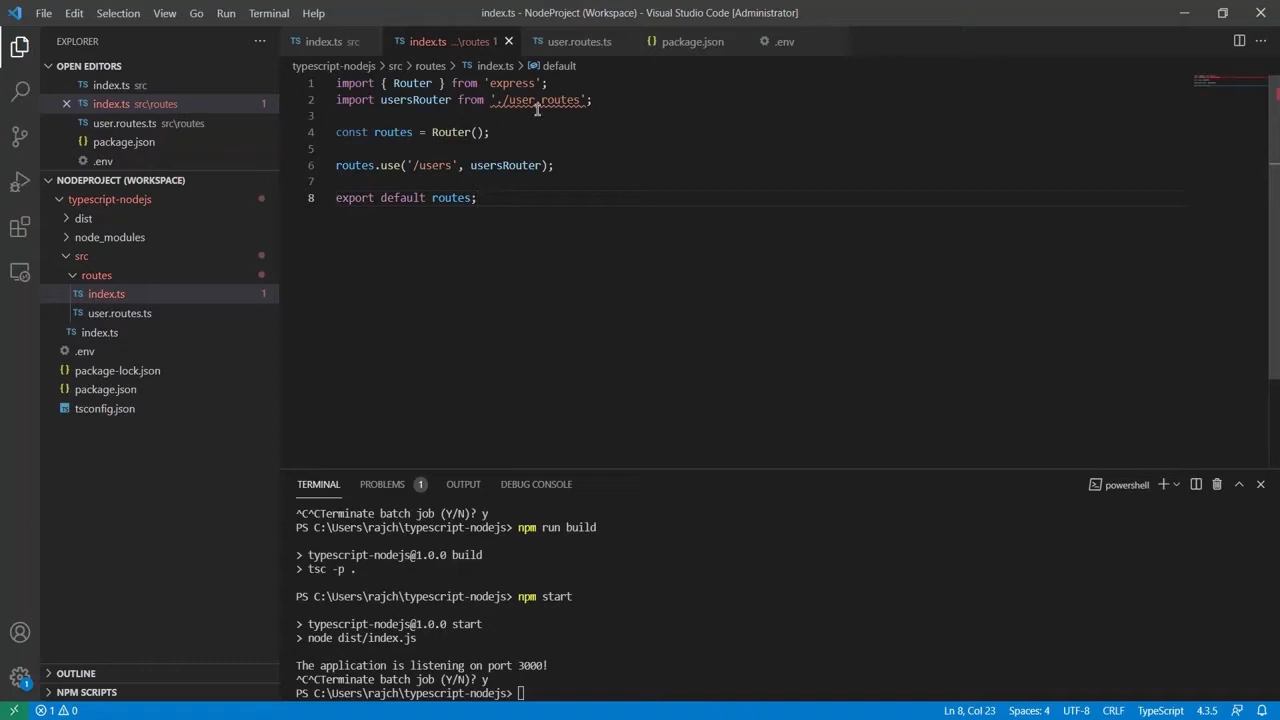 File Edit Selection View Go Run Terminal Help
index.ts - NodeProject (Workspace) - Visual Studio Code [Administrator]
EXPLORER
OPEN EDITORS
index.ts src
index.ts src\routes 1
user.routes.ts src\routes
package.json
.env
NODEPROJECT (WORKSPACE)
typescript-nodejs
dist
node_modules
src
routes
TS index.ts 1
TS user.routes.ts
TS index.ts
.env
package-lock.json
package.json
tsconfig.json
OUTLINE
NPM SCRIPTS
TS index.ts src
TS index.ts ...\routes 1
TS user.routes.ts
package.json
.env
typescript-nodejs > src > routes > TS index.ts > default
1 import { Router } from 'express';
2 import usersRouter from './user.routes';
3
4 const routes = Router();
5
6 routes.use('/users', usersRouter);
7
8 export default routes;
TERMINAL PROBLEMS 1 OUTPUT DEBUG CONSOLE
powershell
^C^CTerminate batch job (Y/N)? y
PS C:\Users\rajch\typescript-nodejs> npm run build
> typescript-nodejs@1.0.0 build
> tsc -p .
PS C:\Users\rajch\typescript-nodejs> npm start
> typescript-nodejs@1.0.0 start
> node dist/index.js
The application is listening on port 3000!
^C^CTerminate batch job (Y/N)? y
PS C:\Users\rajch\typescript-nodejs>
1
1 0
Ln 8, Col 23 Spaces: 4 UTF-8 CRLF TypeScript 4.3.5